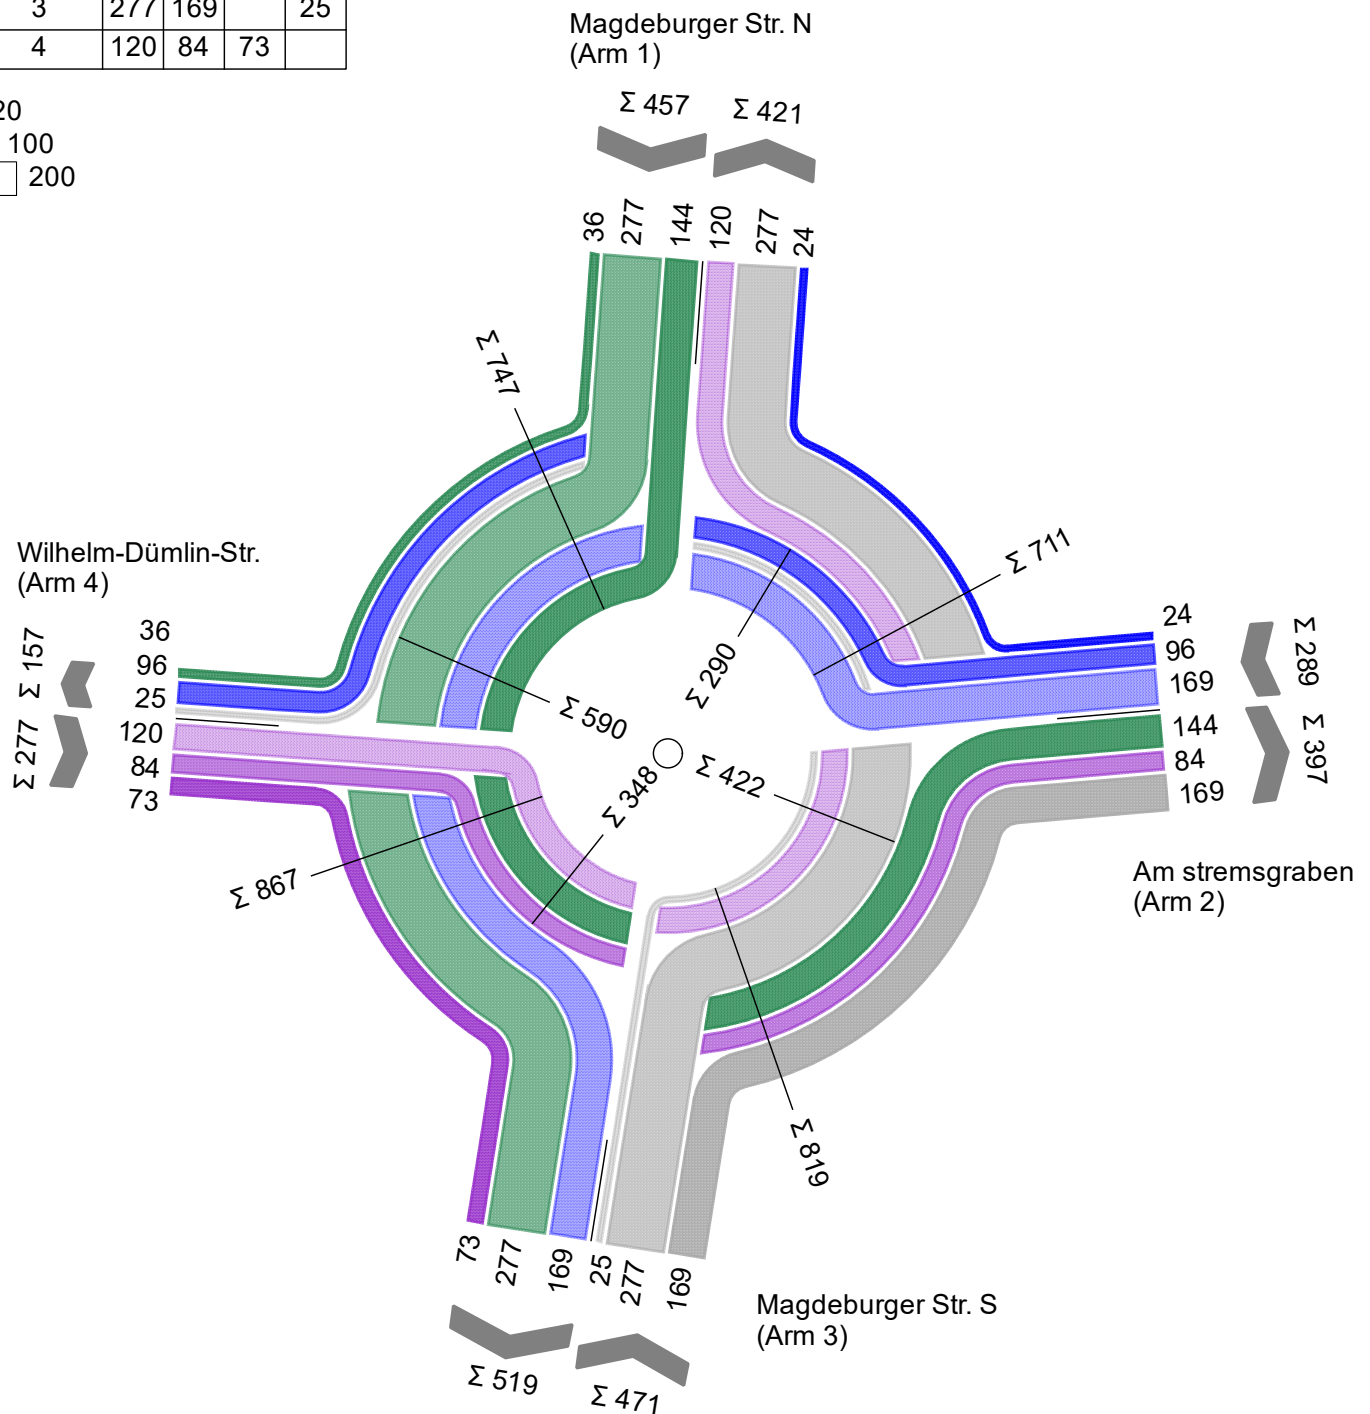 3 277 169 25
4 120 84 73
20
100
200
Magdeburger Str. N
(Arm 1)
Σ 457 Σ 421
36 277 144 120 277 24
Σ 747
Σ 711
Wilhelm-Dümlin-Str.
(Arm 4)
Σ 157
36
96
25
Σ 277
120
84
73
24
96
169
Σ 289
144
84
169
Σ 397
Σ 290
Σ 590
Σ 422
Σ 348
Σ 867
Σ 819
Am stremsgraben
(Arm 2)
73 277 169 25 277 169
Σ 519 Σ 471
Magdeburger Str. S
(Arm 3)